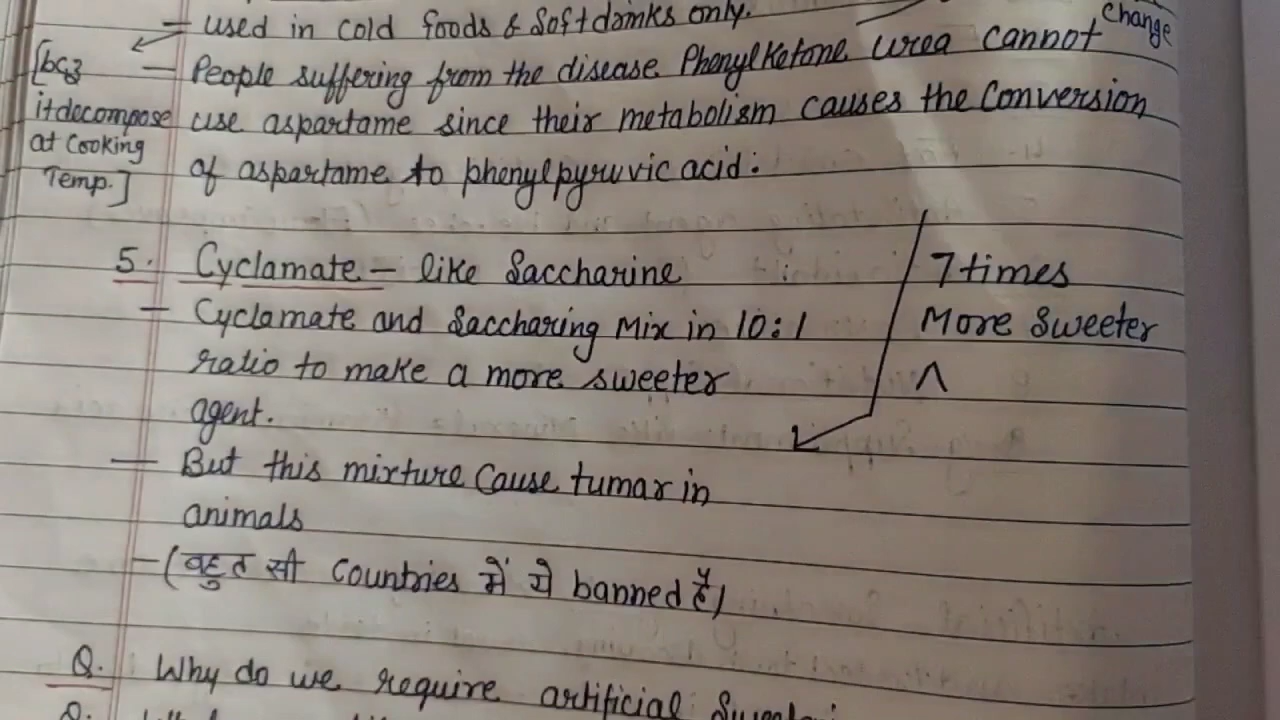 – used in cold foods & Soft domks only.
change
– People suffering from the disease Phenyl Ketone urea cannot
use aspartame since their metabolism causes the Conversion
of aspartame to phenylpyruvic acid:
[bcz
it decompose
at Cooking
Temp.]
5. Cyclamate – like Saccharine
– Cyclamate and Saccharing Mix in 10:1
ratio to make a more sweeter
agent.
7 times
More Sweeter
– But this mixture Cause tumar in
animals
– (बहुत सी Countries में ये banned है)
Q. Why do we require artificial